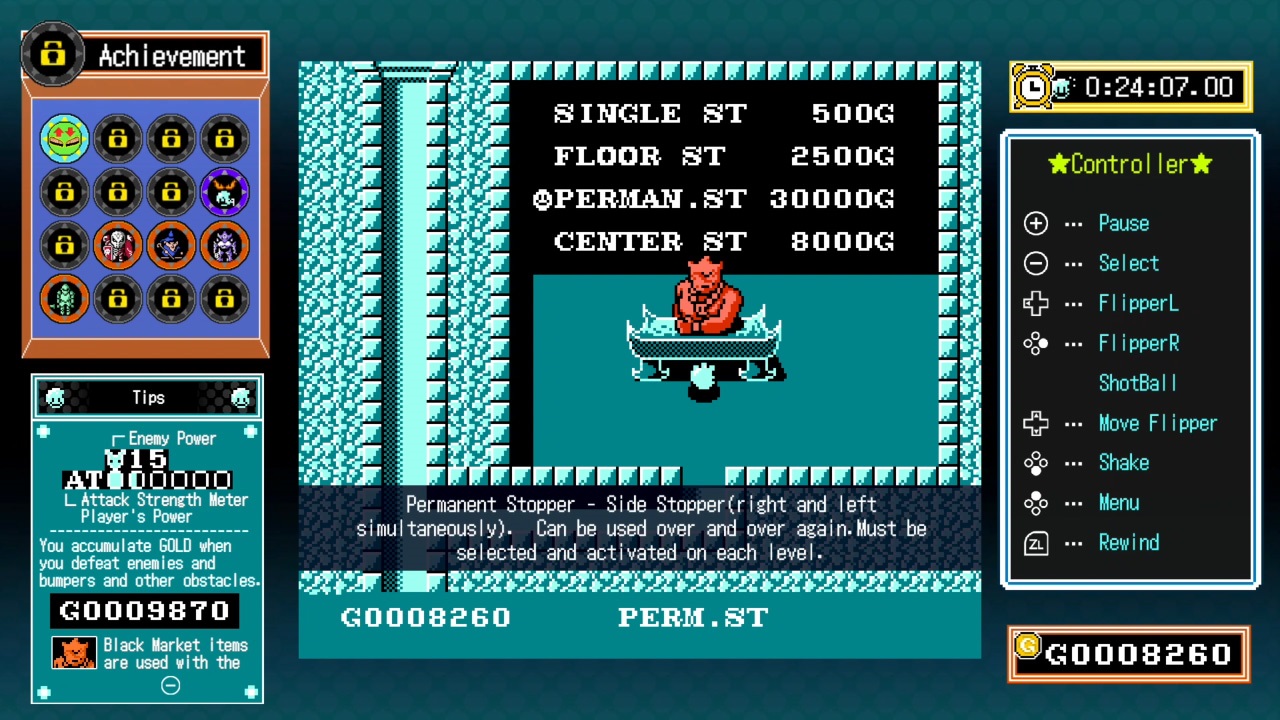 Achievement
Tips
Enemy Power
15
AT 00000
Attack Strength Meter
Player's Power
You accumulate GOLD when
you defeat enemies and
bumpers and other obstacles.
G0009870
Black Market items
are used with the
SINGLE ST 500G
FLOOR ST 2500G
PERMAN.ST 30000G
CENTER ST 8000G
Permanent Stopper - Side Stopper(right and left
simultaneously). Can be used over and over again.Must be
selected and activated on each level.
G0008260 PERM.ST
0:24:07.00
★Controller★
+ … Pause
- … Select
… FlipperL
… FlipperR
ShotBall
… Move Flipper
… Shake
… Menu
ZL … Rewind
G G0008260